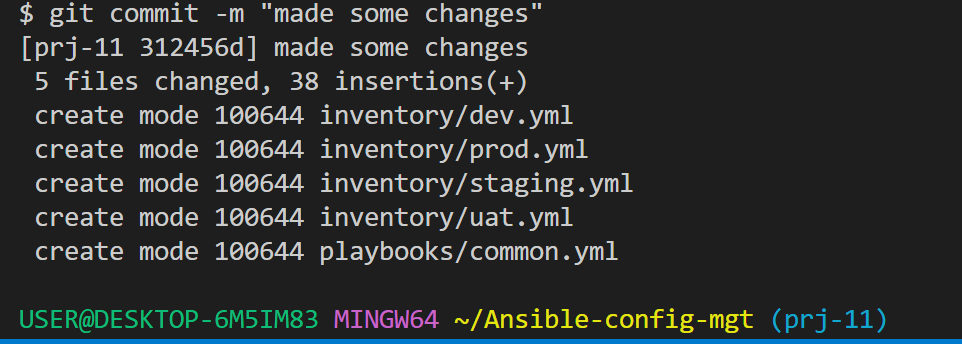 $ git commit -m "made some changes"
[prj-11 312456d] made some changes
 5 files changed, 38 insertions(+)
 create mode 100644 inventory/dev.yml
 create mode 100644 inventory/prod.yml
 create mode 100644 inventory/staging.yml
 create mode 100644 inventory/uat.yml
 create mode 100644 playbooks/common.yml
USER@DESKTOP-6M5IM83 MINGW64 ~/Ansible-config-mgt (prj-11)